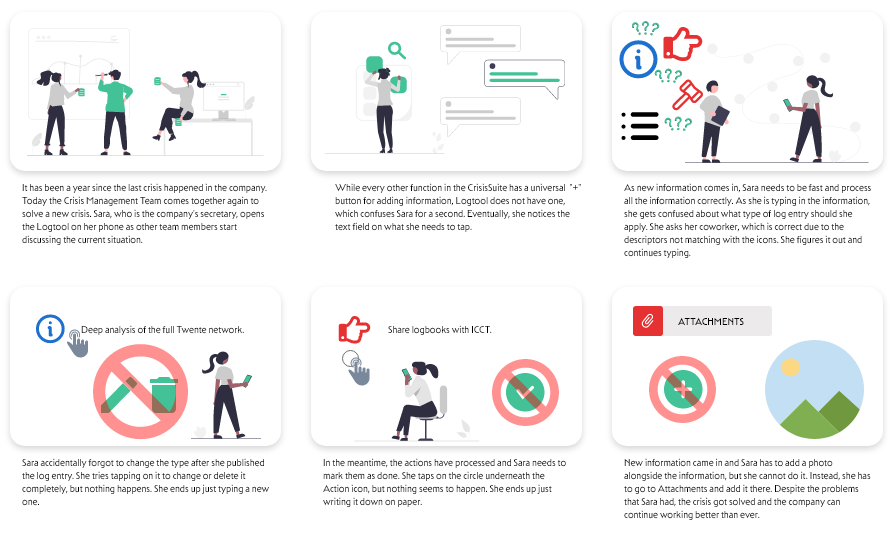 It has been a year since the last crisis happened in the company.
Today the Crisis Management Team comes together again to
solve a new crisis. Sara, who is the company's secretary, opens
the Logtool on her phone as other team members start
discussing the current situation.
While every other function in the CrisisSuite has a universal "+"
button for adding information, Logtool does not have one,
which confuses Sara for a second. Eventually, she notices the
text field on what she needs to tap.
???
???
???
As new information comes in, Sara needs to be fast and process
all the information correctly. As she is typing in the information,
she gets confused about what type of log entry should she
apply. She asks her coworker, which is correct due to the
descriptors not matching with the icons. She figures it out and
continues typing.
Deep analysis of the full Twente network.
Sara accidentally forgot to change the type after she published
the log entry. She tries tapping on it to change or delete it
completely, but nothing happens. She ends up just typing a new
one.
Share logbooks with ICCT.
In the meantime, the actions have processed and Sara needs to
mark them as done. She taps on the circle underneath the
Action icon, but nothing seems to happen. She ends up just
writing it down on paper.
ATTACHMENTS
New information came in and Sara has to add a photo
alongside the information, but she cannot do it. Instead, she has
to go to Attachments and add it there. Despite the problems
that Sara had, the crisis got solved and the company can
continue working better than ever.